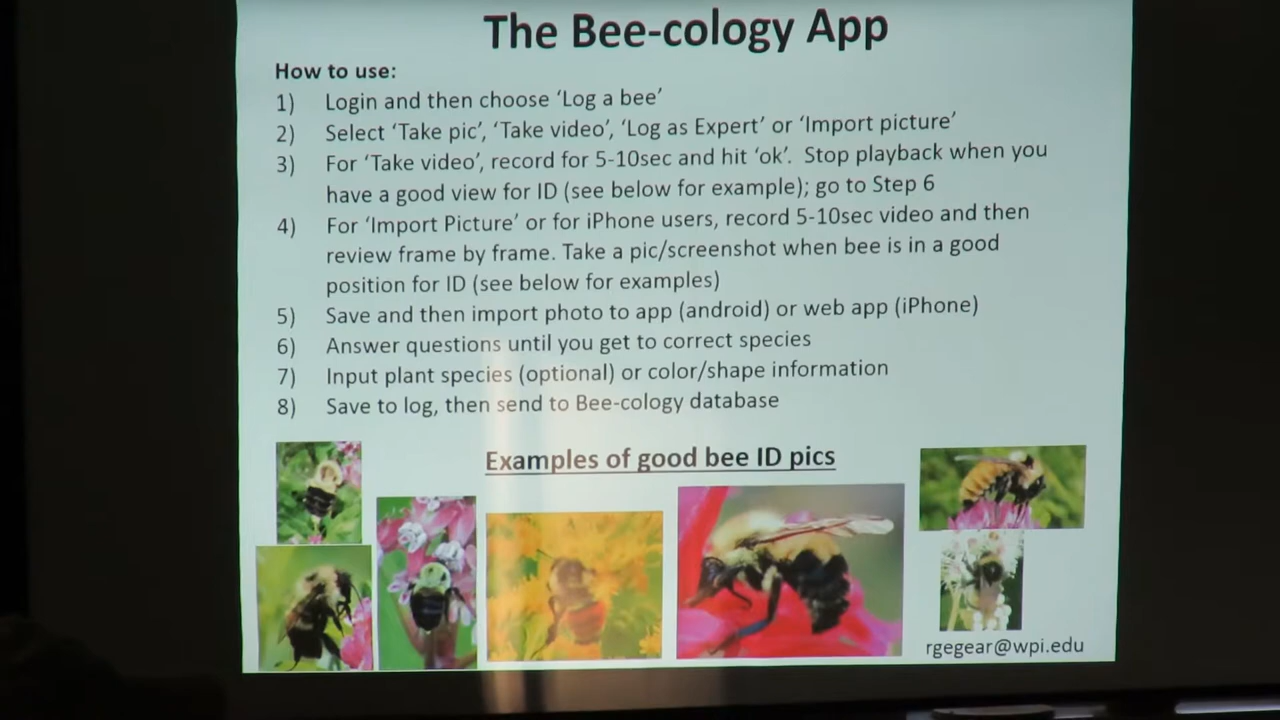 The Bee-cology App
How to use:
1) Login and then choose ‘Log a bee’
2) Select ‘Take pic’, ‘Take video’, ‘Log as Expert’ or ‘Import picture’
3) For ‘Take video’, record for 5-10sec and hit ‘ok’. Stop playback when you
have a good view for ID (see below for example); go to Step 6
4) For ‘Import Picture’ or for iPhone users, record 5-10sec video and then
review frame by frame. Take a pic/screenshot when bee is in a good
position for ID (see below for examples)
5) Save and then import photo to app (android) or web app (iPhone)
6) Answer questions until you get to correct species
7) Input plant species (optional) or color/shape information
8) Save to log, then send to Bee-cology database
Examples of good bee ID pics
rgegear@wpi.edu